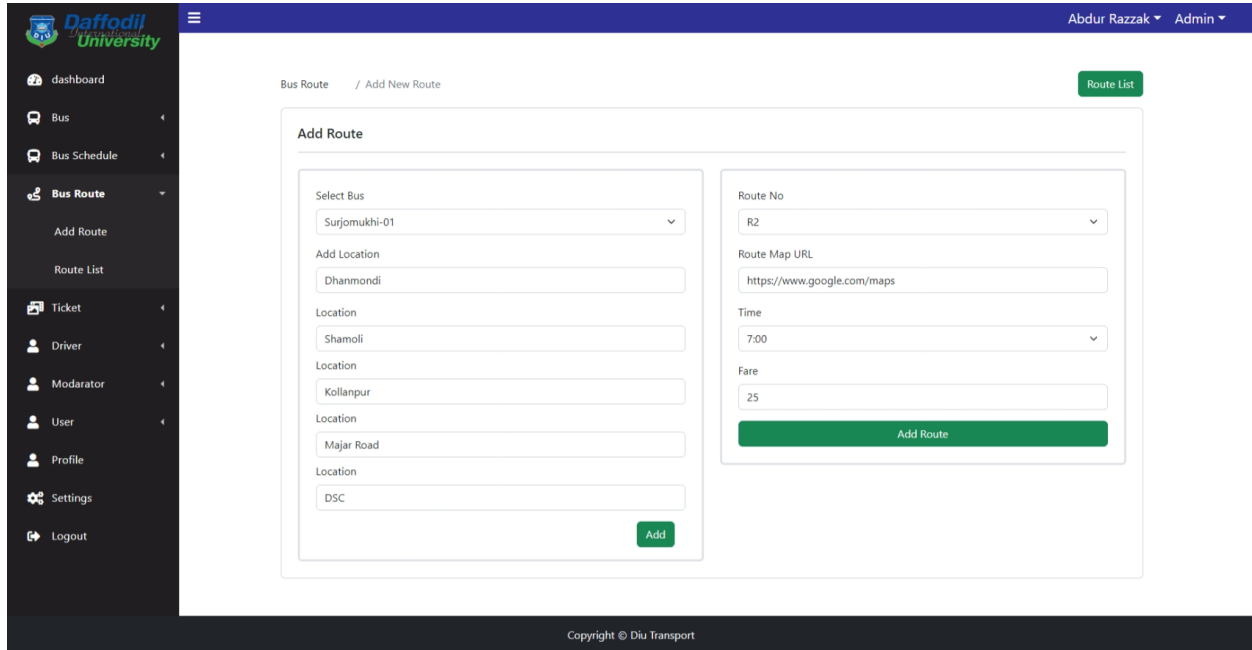 Daffodil
International
University
DIU
dashboard
Bus
Bus Schedule
Bus Route
Add Route
Route List
Ticket
Driver
Modarator
User
Profile
Settings
Logout
Abdur Razzak Admin
Bus Route / Add New Route
Route List
Add Route
Select Bus
Surjomukhi-01
Add Location
Dhanmondi
Location
Shamoli
Location
Kollanpur
Location
Majar Road
Location
DSC
Add
Route No
R2
Route Map URL
https://www.google.com/maps
Time
7:00
Fare
25
Add Route
Copyright © Diu Transport